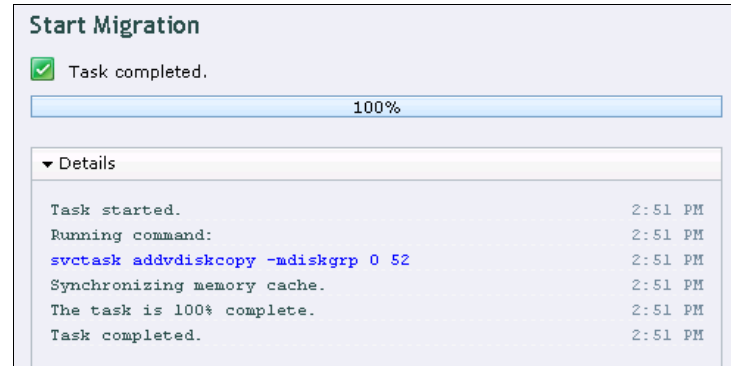 Start Migration
Task completed.
100%
Details
Task started. 2:51 PM
Running command: 2:51 PM
svctask addvdiskcopy -mdiskgrp 0 52 2:51 PM
Synchronizing memory cache. 2:51 PM
The task is 100% complete. 2:51 PM
Task completed. 2:51 PM